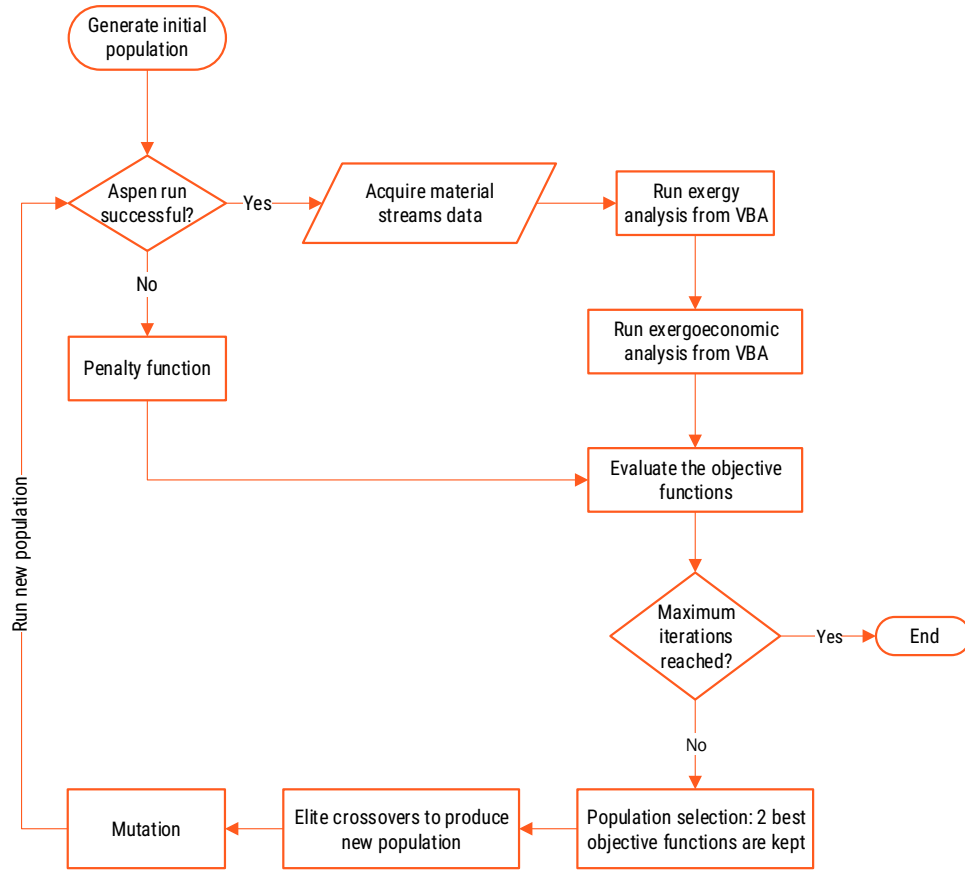 Generate initial
population
Aspen run
successful?
Yes
Acquire material
streams data
Run exergy
analysis from VBA
No
Run exergoeconomic
analysis from VBA
Penalty function
Evaluate the objective
functions
Run new population
Maximum
iterations
reached?
Yes
End
No
Mutation
Elite crossovers to produce
new population
Population selection: 2 best
objective functions are kept